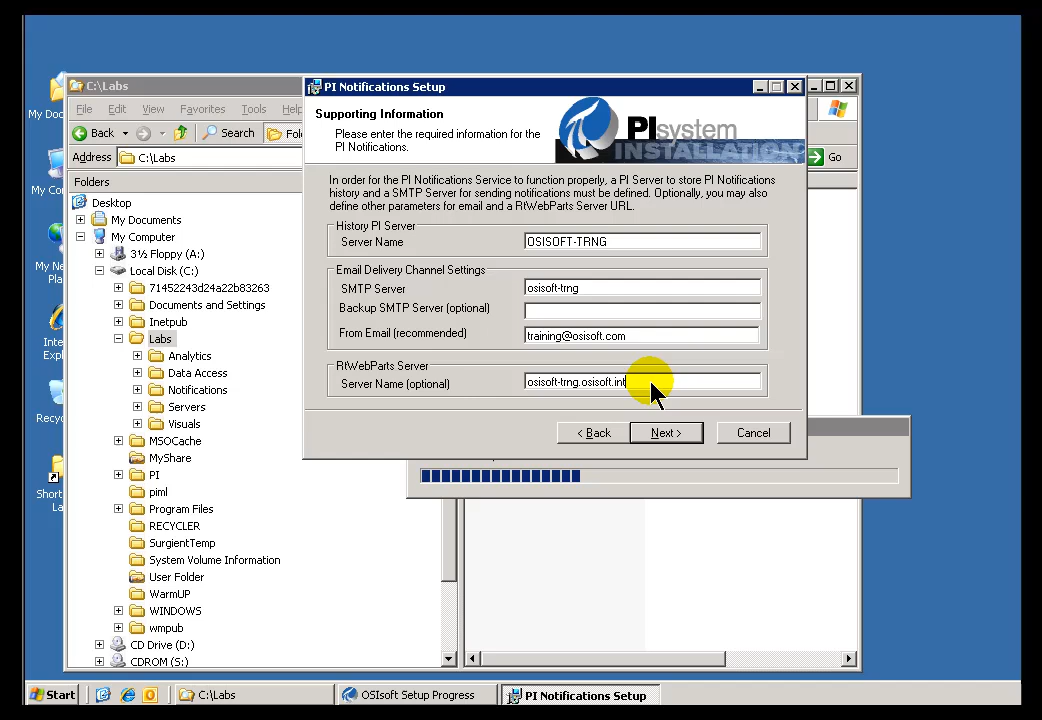 C:\Labs
File Edit View Favorites Tools Help
Back Search
Address C:\Labs
Go
Folders
Desktop
My Documents
My Computer
3½ Floppy (A:)
Local Disk (C:)
71452243d24a22b83263
Documents and Settings
Inetpub
Labs
Analytics
Data Access
Notifications
Servers
Visuals
MSOCache
MyShare
PI
piml
Program Files
RECYCLER
SurgientTemp
System Volume Information
User Folder
WarmUP
WINDOWS
wmpub
CD Drive (D:)
CDROM (S:)
PI Notifications Setup
Supporting Information
Please enter the required information for the
PI Notifications.
PIsystem
INSTALLATION
In order for the PI Notifications Service to function properly, a PI Server to store PI Notifications
history and a SMTP Server for sending notifications must be defined. Optionally, you may also
define other parameters for email and a RtWebParts Server URL.
History PI Server
Server Name OSISOFT-TRNG
Email Delivery Channel Settings
SMTP Server osisoft-trng
Backup SMTP Server (optional)
From Email (recommended) training@osisoft.com
RtWebParts Server
Server Name (optional) osisoft-trng.osisoft.int
< Back Next > Cancel
Start C:\Labs OSIsoft Setup Progress PI Notifications Setup